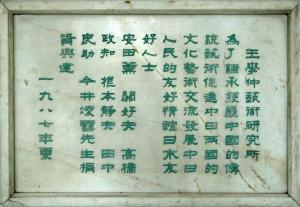 王學仲藝術研究所
為了繼承發展中國的傳
統藝術促進中日兩國的
文化藝術交流發展中日
人民的友好情誼日本友
好人士
安田薰 關好夫 高橋
政知 本靜夫 田中
良助 今井凌雪先生捐
資興建
一九八七年夏